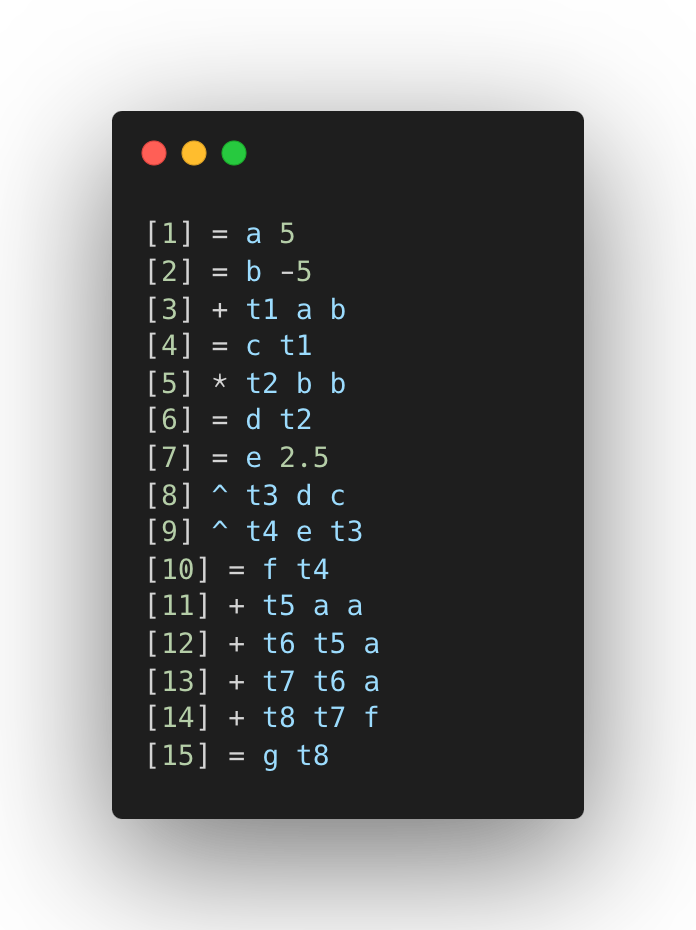 [1] = a 5
[2] = b -5
[3] + t1 a b
[4] = c t1
[5] * t2 b b
[6] = d t2
[7] = e 2.5
[8] ^ t3 d c
[9] ^ t4 e t3
[10] = f t4
[11] + t5 a a
[12] + t6 t5 a
[13] + t7 t6 a
[14] + t8 t7 f
[15] = g t8